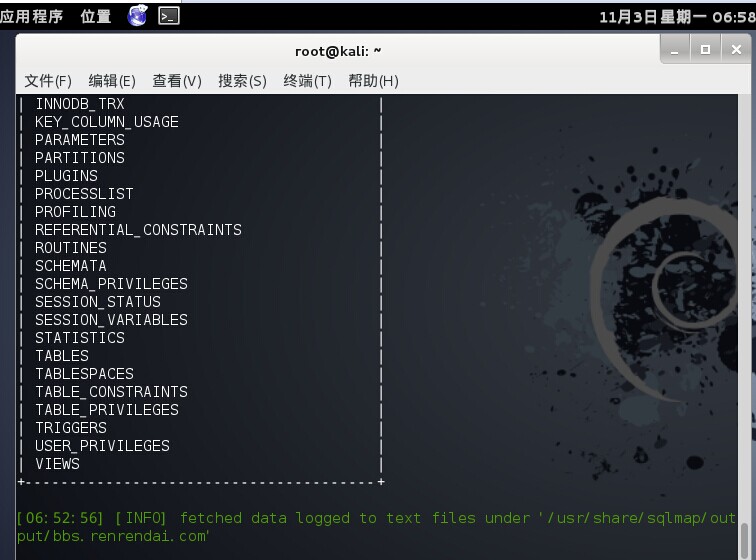 应用程序 位置 11月3日星期一 06:58
root@kali: ~
文件(F) 编辑(E) 查看(V) 搜索(S) 终端(T) 帮助(H)
| INNODB_TRX |
| KEY_COLUMN_USAGE |
| PARAMETERS |
| PARTITIONS |
| PLUGINS |
| PROCESSLIST |
| PROFILING |
| REFERENTIAL_CONSTRAINTS |
| ROUTINES |
| SCHEMATA |
| SCHEMA_PRIVILEGES |
| SESSION_STATUS |
| SESSION_VARIABLES |
| STATISTICS |
| TABLES |
| TABLESPACES |
| TABLE_CONSTRAINTS |
| TABLE_PRIVILEGES |
| TRIGGERS |
| USER_PRIVILEGES |
| VIEWS |
+---------------------------------------+
[06:52:56] [INFO] fetched data logged to text files under '/usr/share/sqlmap/out
put/bbs.renrendai.com'